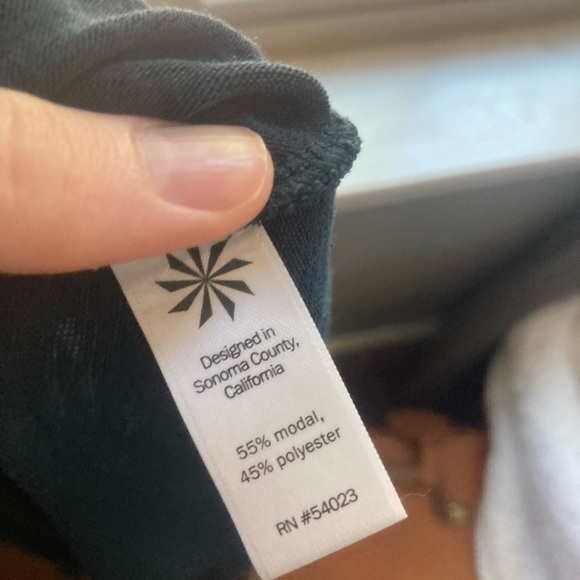 Designed in
Sonoma County,
California
55% modal,
45% polyester
RN #54023